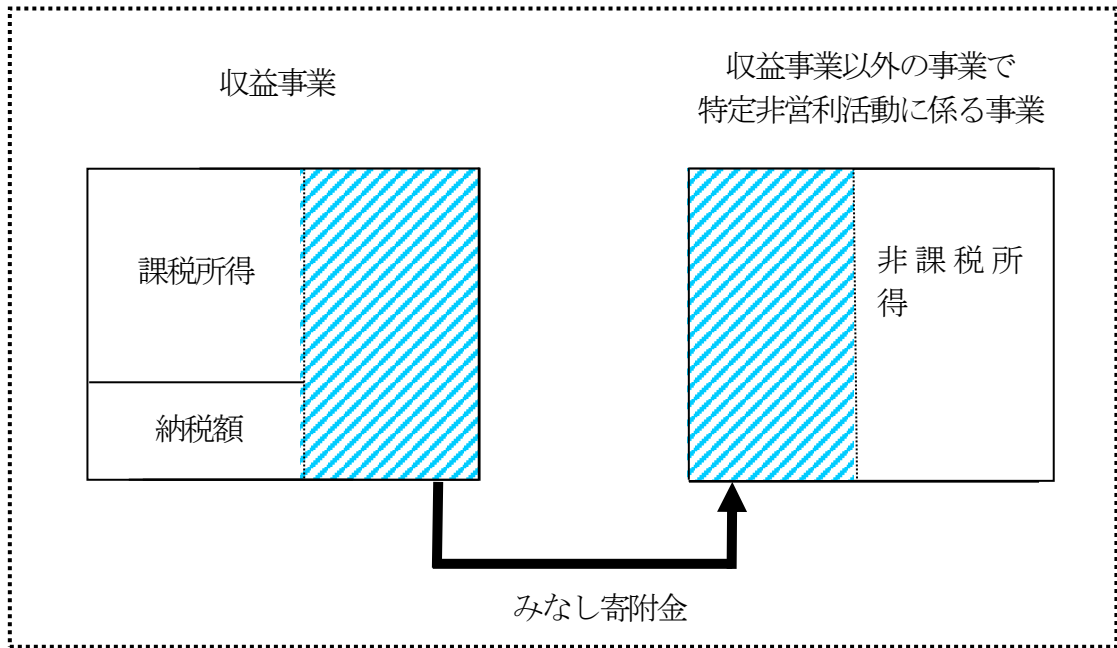 収益事業
収益事業以外の事業で
特定非営利活動に係る事業
課税所得
納税額
非課税所
得
みなし寄附金